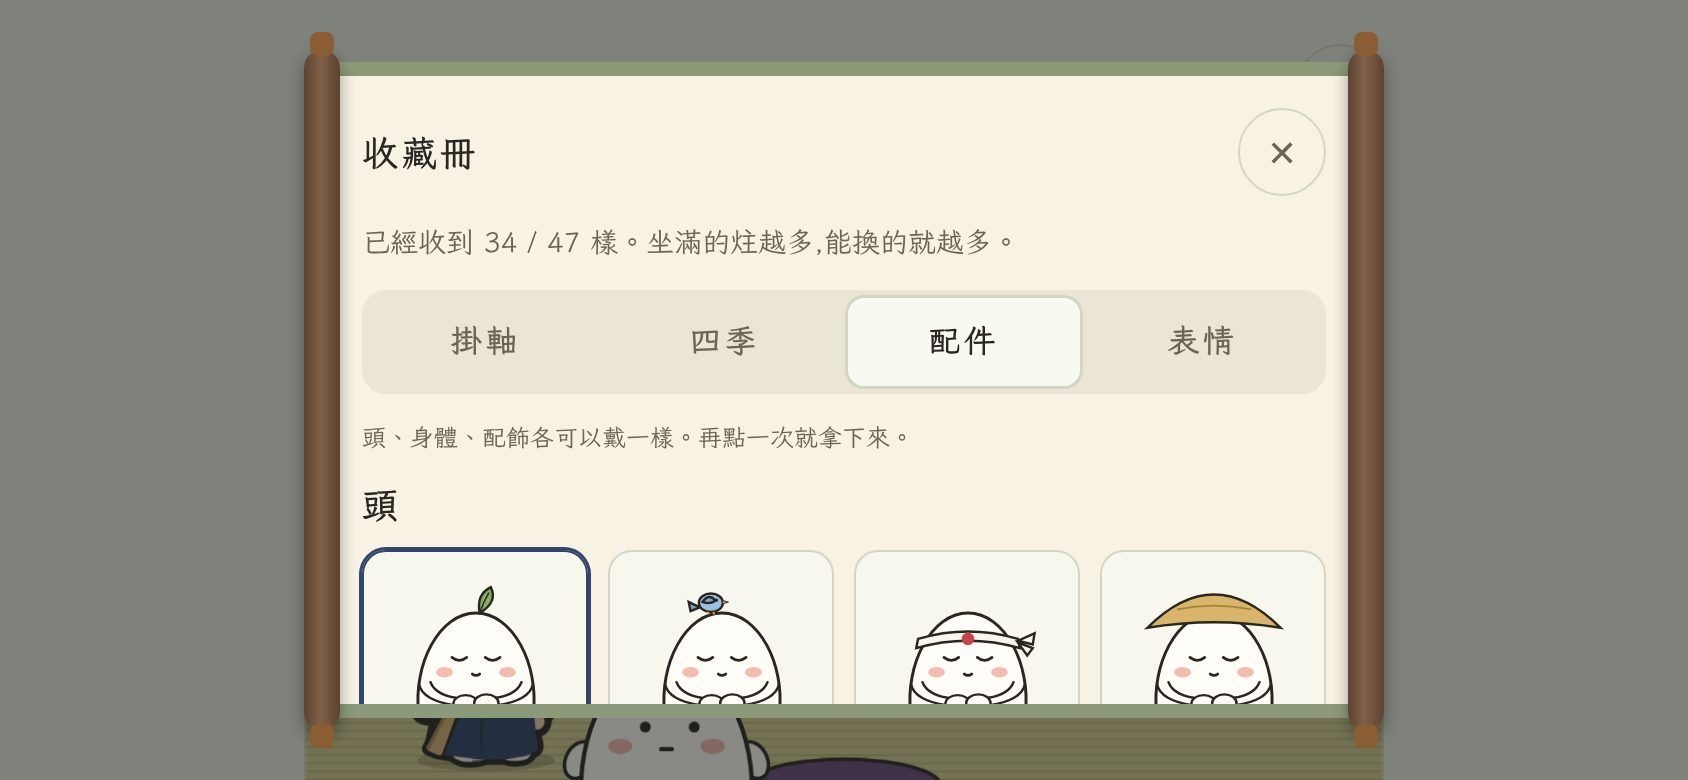 收藏冊
×
已經收到 34 / 47 樣。坐滿的炷越多,能換的就越多。
掛軸 四季 配件 表情
頭、身體、配飾各可以戴一樣。再點一次就拿下來。
頭